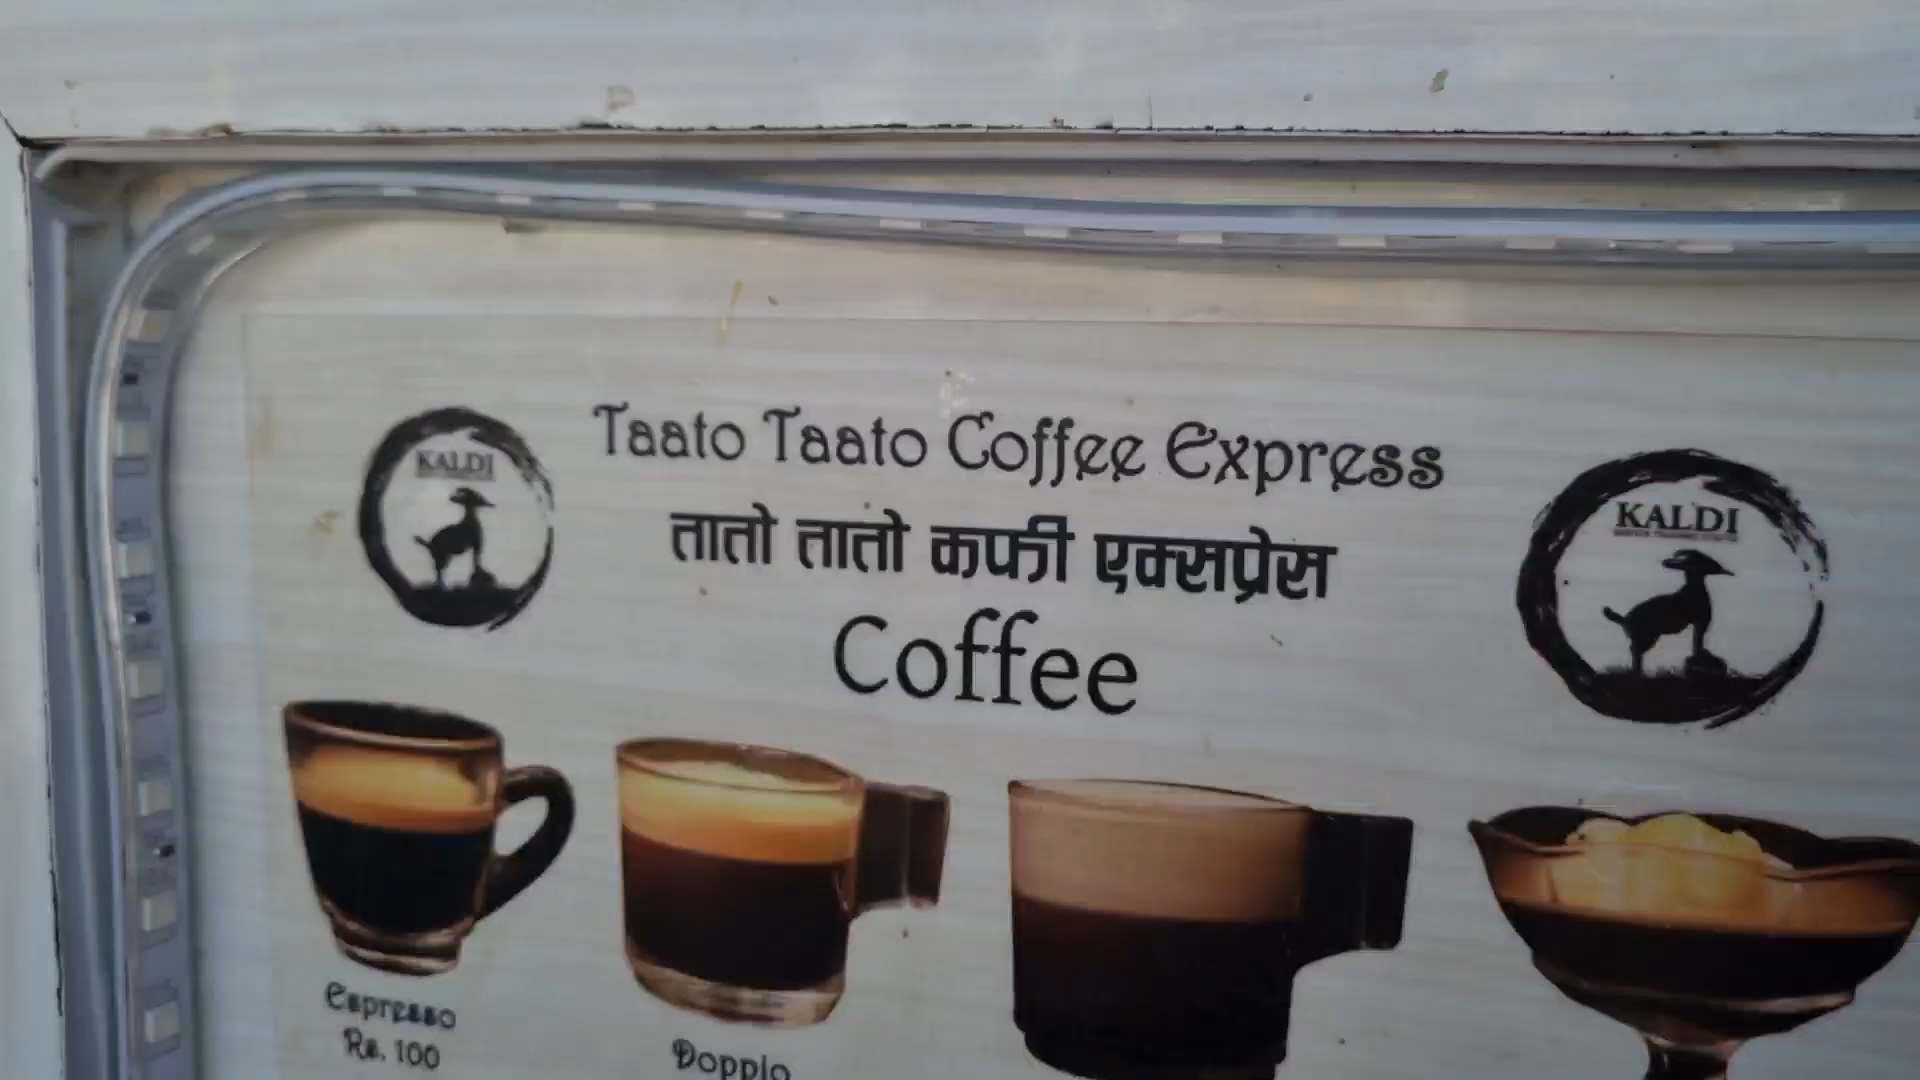 Taato Taato Coffee Express
तातो तातो कफी एक्सप्रेस
Coffee
KALDI
KALDI
Espresso
Rs. 100
Doppio